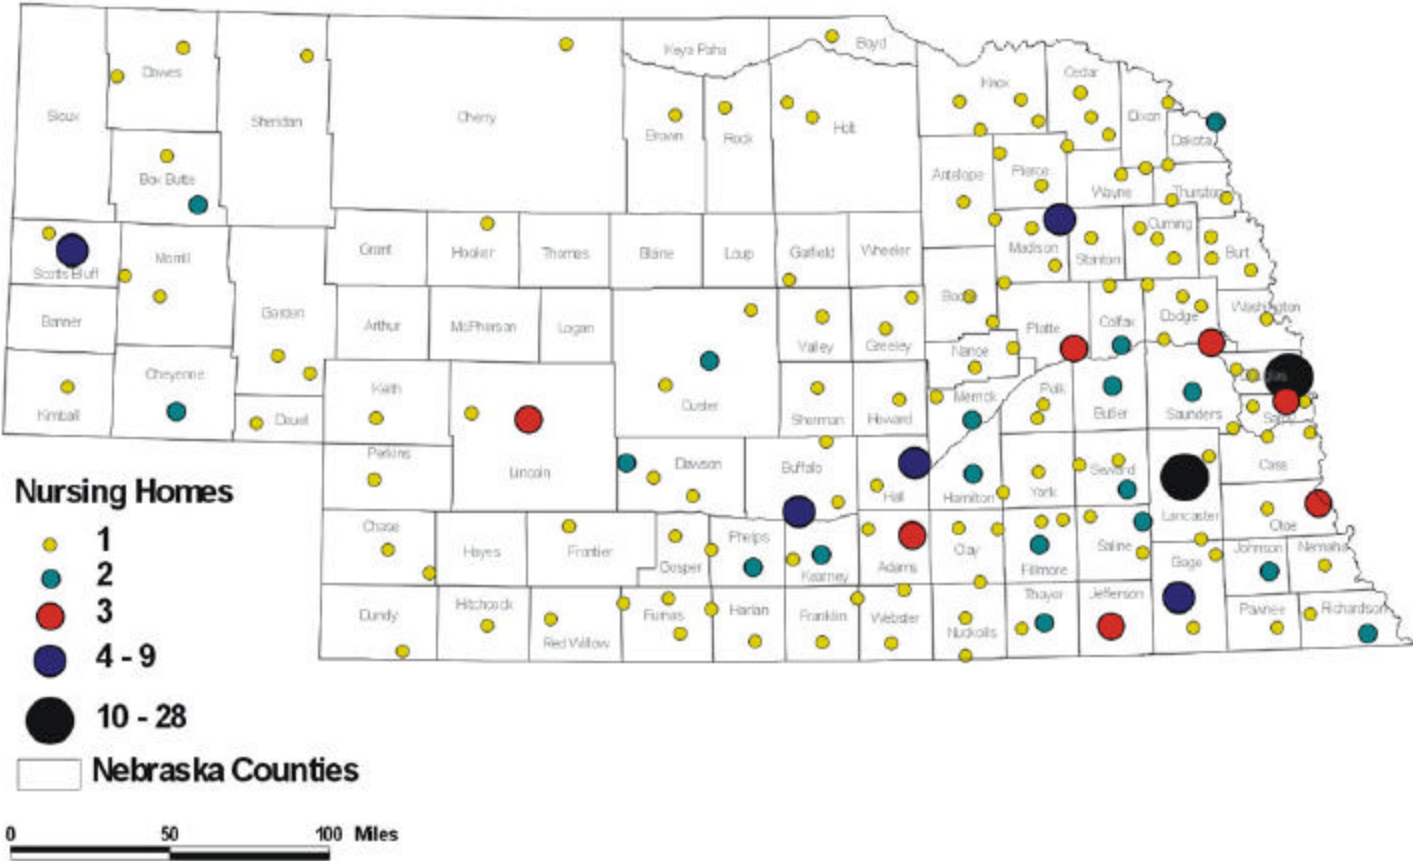 Keya Paha
Boyd
Dawes
Sioux
Sheridan
Cherry
Brown
Rock
Holt
Knox
Cedar
Dixon
Dakota
Box Butte
Antelope
Pierce
Wayne
Thurston
Scotts Bluff
Morrill
Grant
Hooker
Thomas
Blaine
Loup
Garfield
Wheeler
Madison
Stanton
Cuming
Burt
Banner
Garden
Arthur
McPherson
Logan
Valley
Greeley
Boone
Platte
Colfax
Dodge
Washington
Nance
Kimball
Cheyenne
Deuel
Keith
Custer
Sherman
Howard
Merrick
Polk
Butler
Saunders
Perkins
Lincoln
Dawson
Buffalo
Hall
Hamilton
York
Seward
Lancaster
Cass
Otoe
Nursing Homes
1
2
3
4 - 9
10 - 28
Nebraska Counties
Chase
Hayes
Frontier
Gosper
Phelps
Kearney
Adams
Clay
Fillmore
Saline
Gage
Johnson
Nemaha
Dundy
Hitchcock
Red Willow
Furnas
Harlan
Franklin
Webster
Nuckolls
Thayer
Jefferson
Pawnee
Richardson
0 50 100 Miles